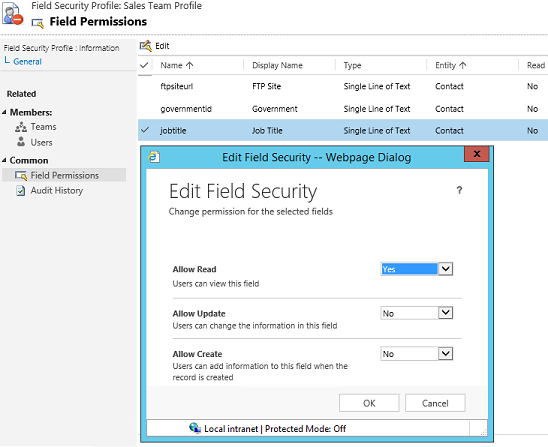 Field Security Profile: Sales Team Profile
Field Permissions
Field Security Profile : Information
General
Related
Members:
Teams
Users
Common
Field Permissions
Audit History
Edit
Name Display Name Type Entity Read
ftpsiteurl FTP Site Single Line of Text Contact No
governmentid Government Single Line of Text Contact No
jobtitle Job Title Single Line of Text Contact No
Edit Field Security -- Webpage Dialog
x
Edit Field Security
?
Change permission for the selected fields
Allow Read Yes
Users can view this field
Allow Update No
Users can change the information in this field
Allow Create No
Users can add information to this field when the
record is created
OK Cancel
Local intranet | Protected Mode: Off